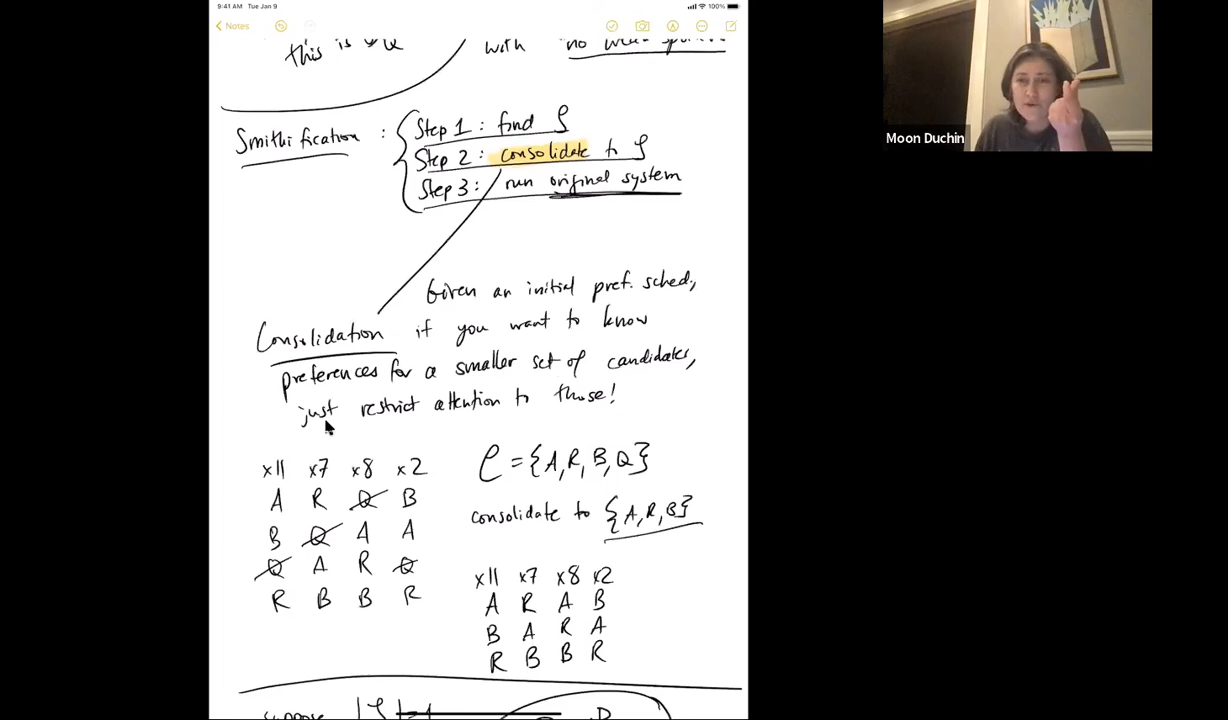 9:41 AM Tue Jan 9
100%
Notes
this is
with no weak
Smithification : Step 1 : find S
Step 2 : consolidate to S
Step 3 : run original system
Given an initial pref. sched,
Consolidation if you want to know
preferences for a smaller set of candidates,
just restrict attention to those!
x11 x7 x8 x2
A R Q B
B Q A A
Q A R Q
R B B R
C = {A, R, B, Q}
consolidate to {A, R, B}
x11 x7 x8 x2
A R A B
B A R A
R B B R
suppose |S|=1
Moon Duchin